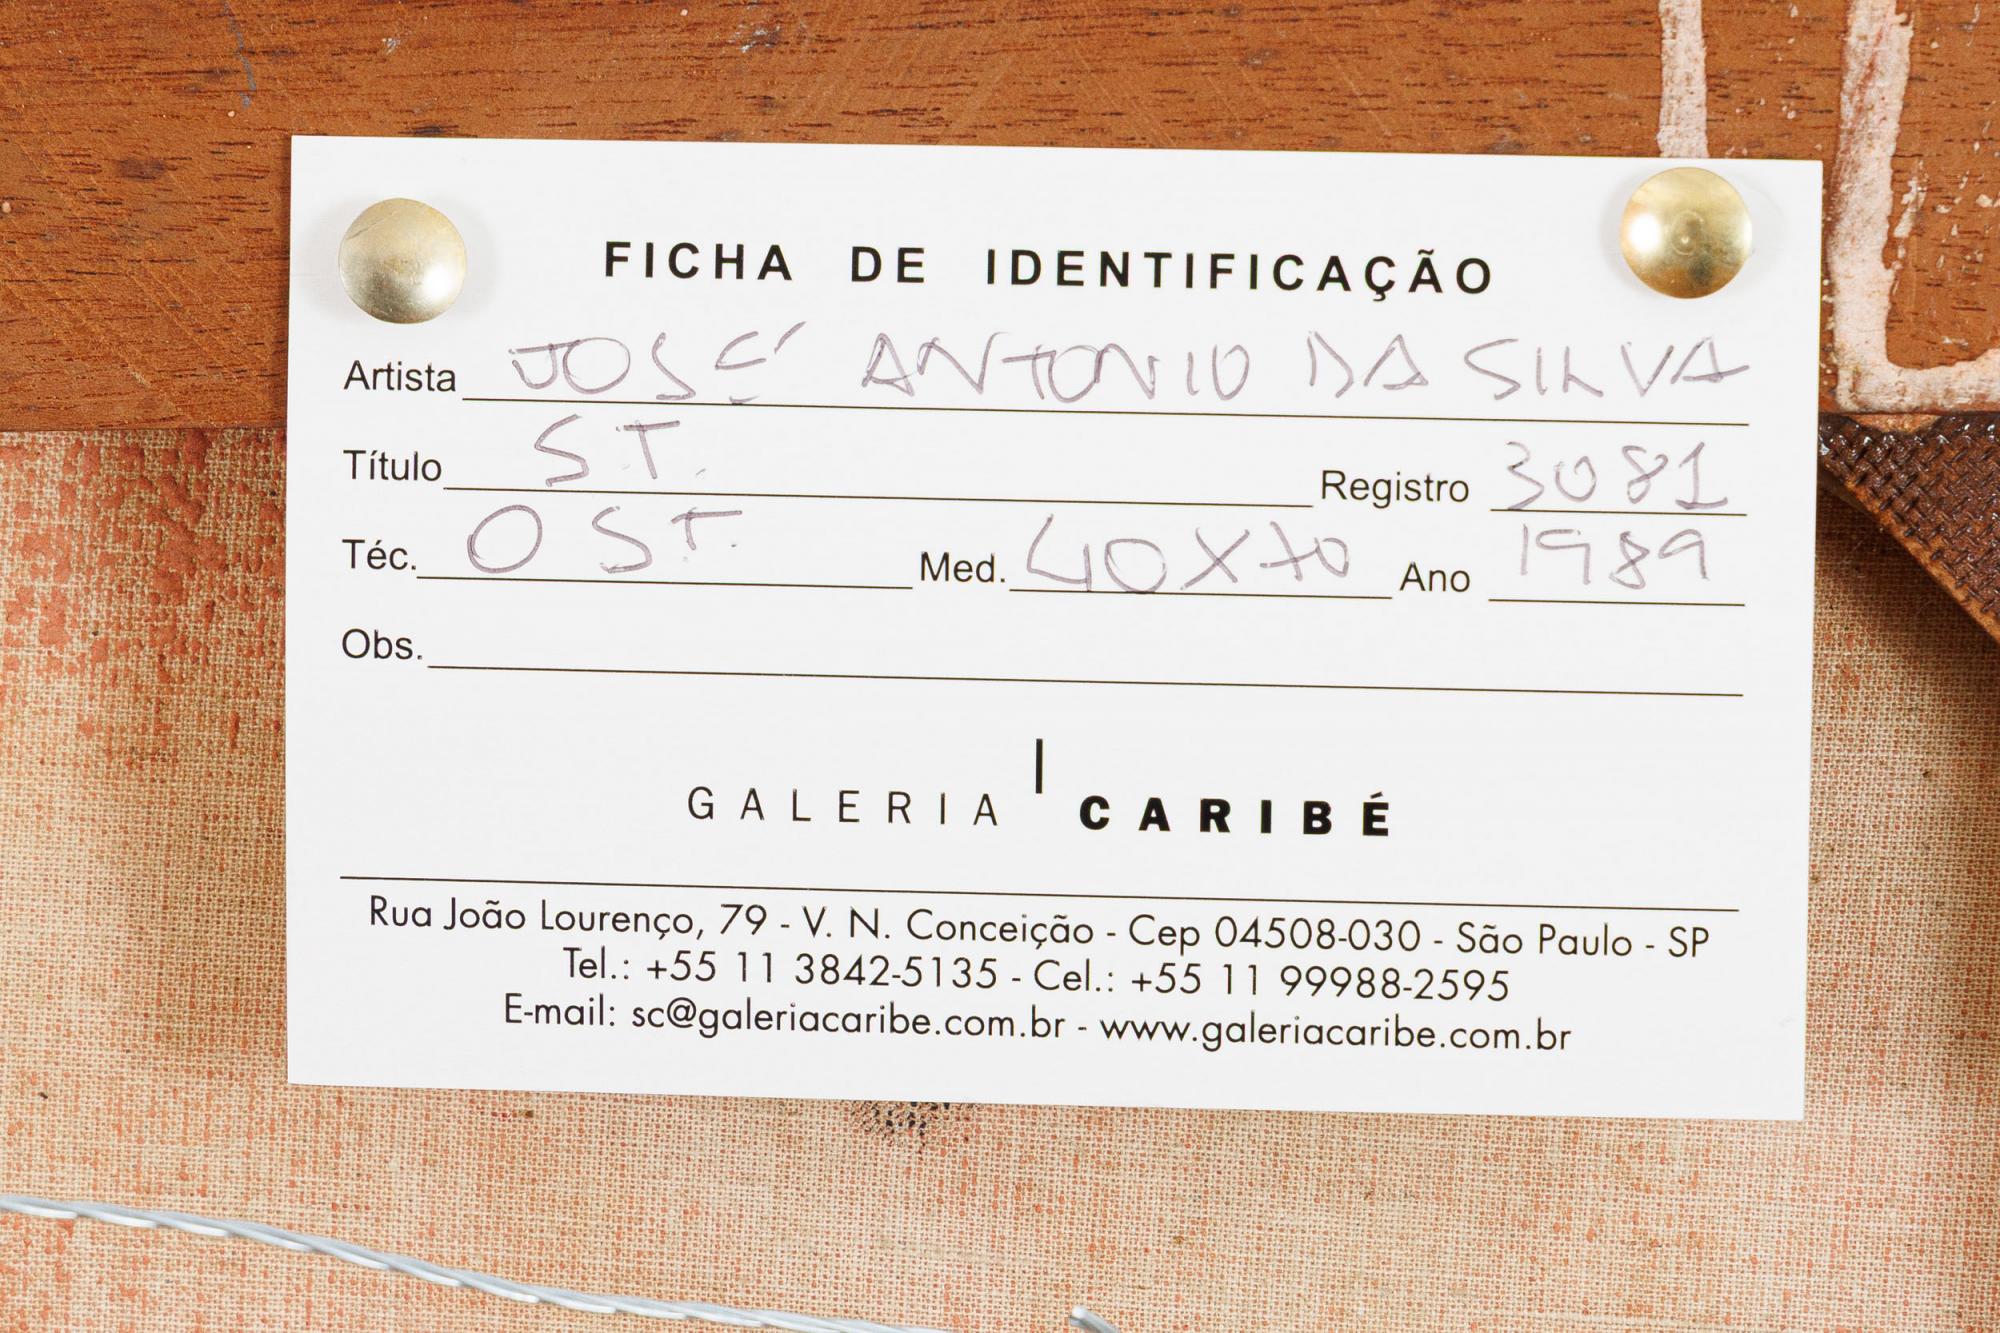 FICHA DE IDENTIFICAÇÃO
Artista JOSÉ ANTONIO DA SILVA
Título S.T. Registro 3081
Téc. O S T. Med. 40X70 Ano 1989
Obs.
GALERIA | CARIBÉ
Rua João Lourenço, 79 - V. N. Conceição - Cep 04508-030 - São Paulo - SP
Tel.: +55 11 3842-5135 - Cel.: +55 11 99988-2595
E-mail: sc@galeriacaribe.com.br - www.galeriacaribe.com.br